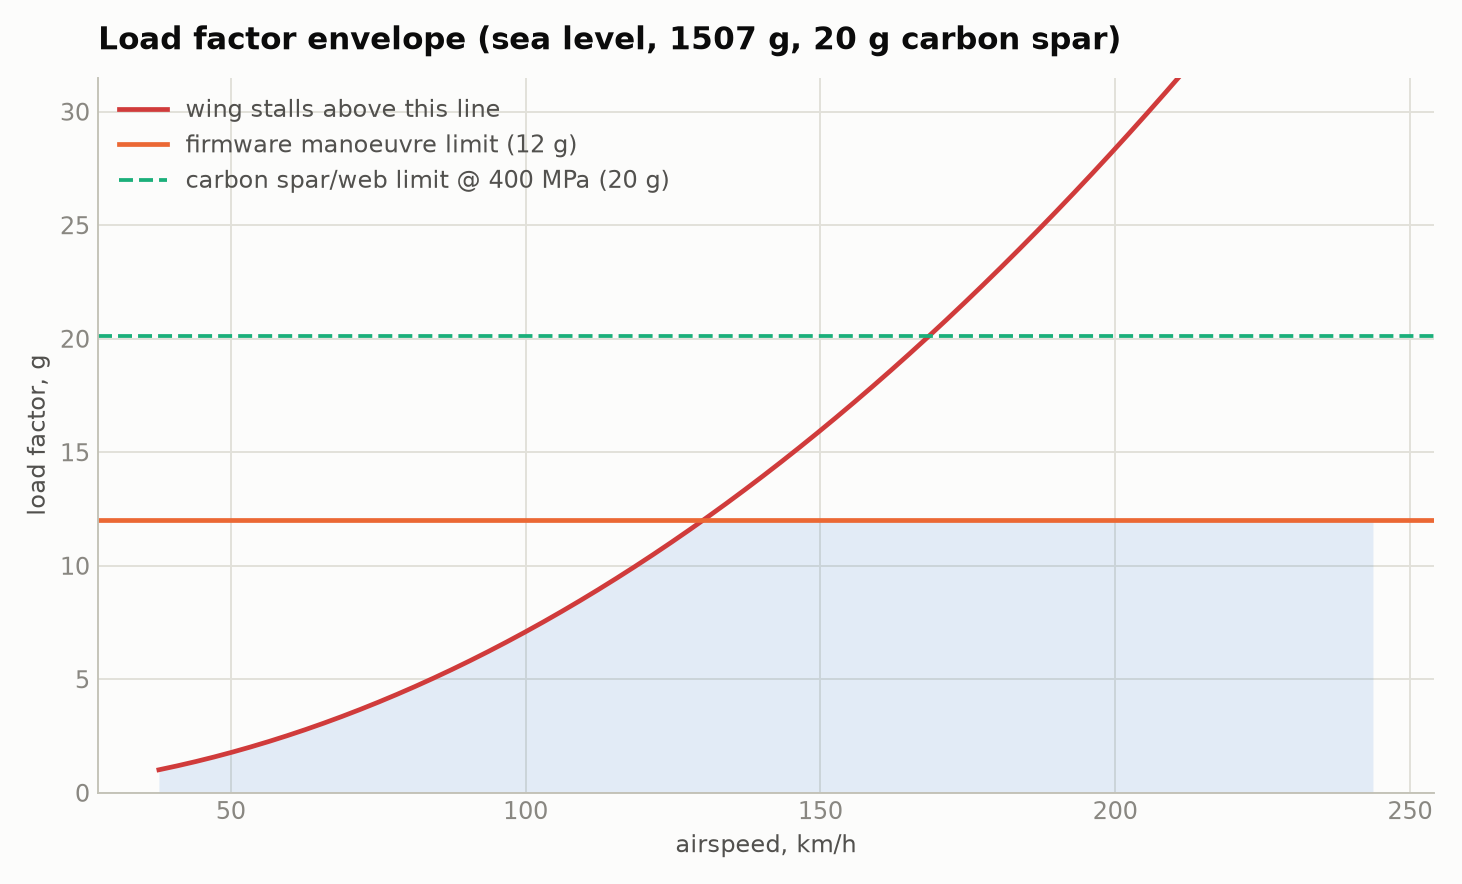 Load factor envelope (sea level, 1507 g, 20 g carbon spar)
wing stalls above this line
firmware manoeuvre limit (12 g)
carbon spar/web limit @ 400 MPa (20 g)
load factor, g
30
25
20
15
10
5
0
50 100 150 200 250
airspeed, km/h